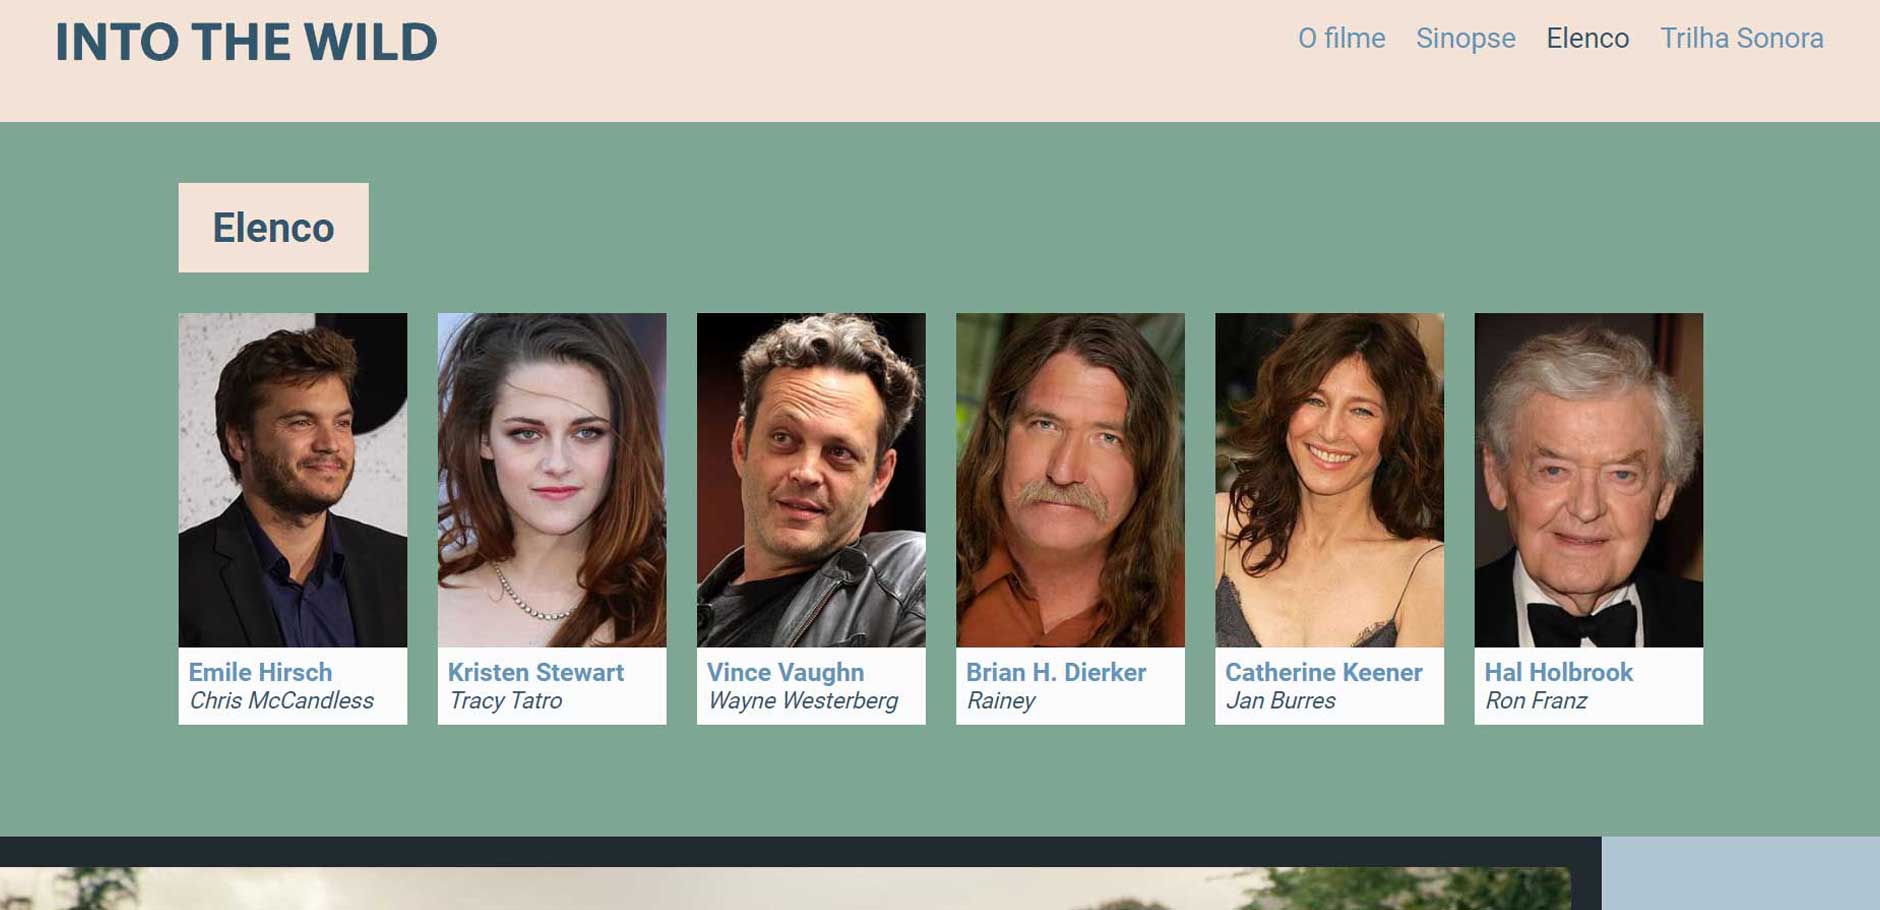 INTO THE WILD
O filme
Sinopse
Elenco
Trilha Sonora
Elenco
Emile Hirsch
Chris McCandless
Kristen Stewart
Tracy Tatro
Vince Vaughn
Wayne Westerberg
Brian H. Dierker
Rainey
Catherine Keener
Jan Burres
Hal Holbrook
Ron Franz